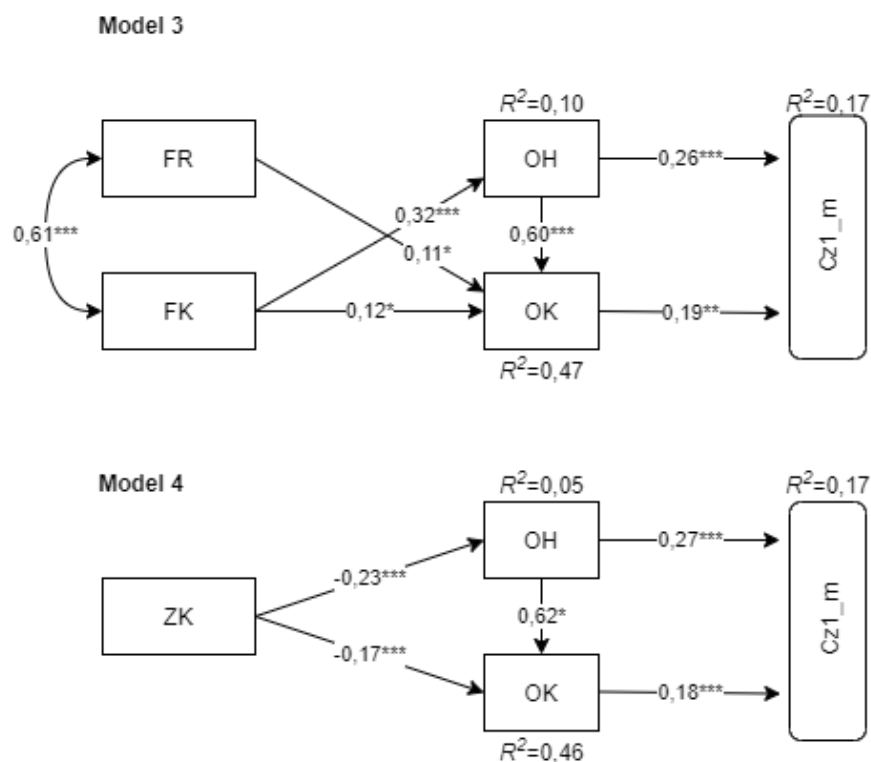 Model 3
R²=0,10
R²=0,17
FR
OH
0,26***
0,32***
0,61***
0,60***
0,11*
Cz1_m
FK
0,12*
OK
0,19**
R²=0,47
Model 4
R²=0,05
R²=0,17
OH
0,27***
-0,23***
ZK
0,62*
Cz1_m
-0,17***
OK
0,18***
R²=0,46